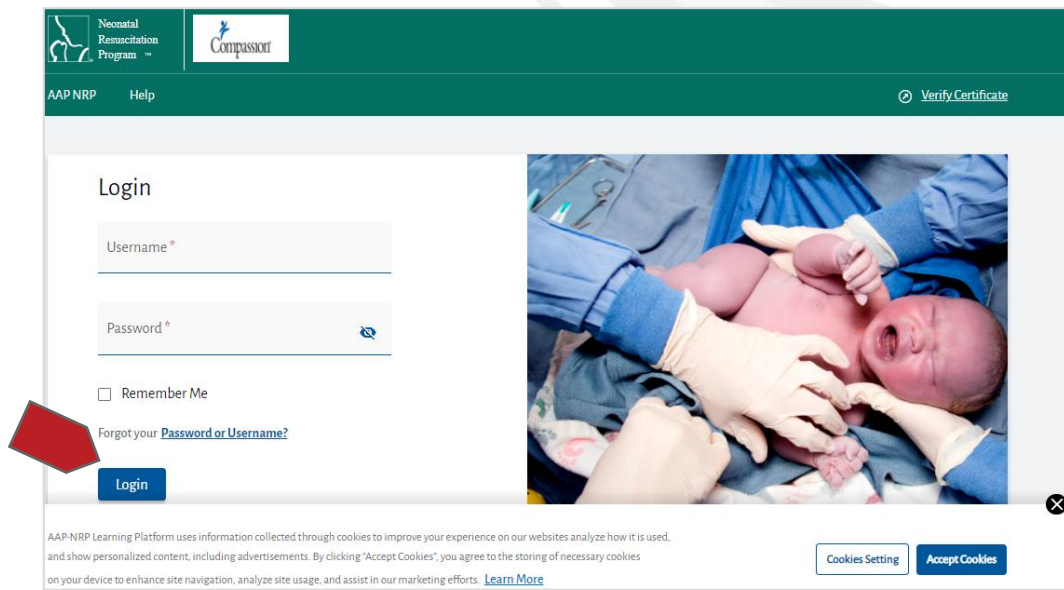 Neonatal
Resuscitation
Program ™
Compassion
AAP NRP Help Verify Certificate
Login
Username *
Password *
Remember Me
Forgot your Password or Username?
Login
AAP-NRP Learning Platform uses information collected through cookies to improve your experience on our websites analyze how it is used,
and show personalized content, including advertisements. By clicking "Accept Cookies", you agree to the storing of necessary cookies
on your device to enhance site navigation, analyze site usage, and assist in our marketing efforts. Learn More
Cookies Setting Accept Cookies